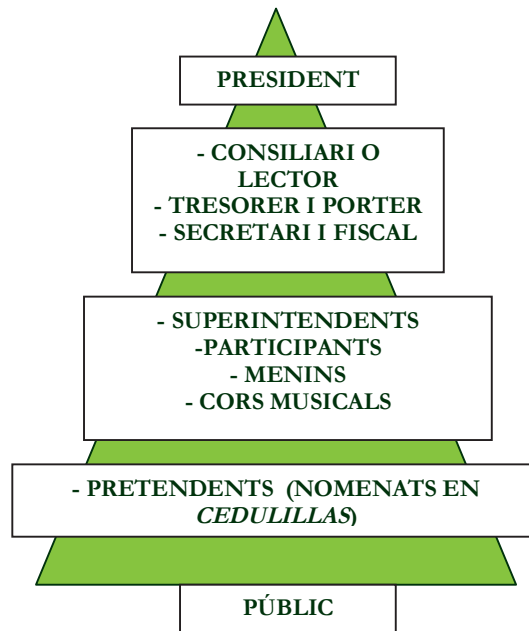 PRESIDENT
- CONSILIARI O
LECTOR
- TRESORER I PORTER
- SECRETARI I FISCAL
- SUPERINTENDENTS
-PARTICIPANTS
- MENINS
- CORS MUSICALS
- PRETENDENTS (NOMENATS EN
CEDULILLAS)
PÚBLIC